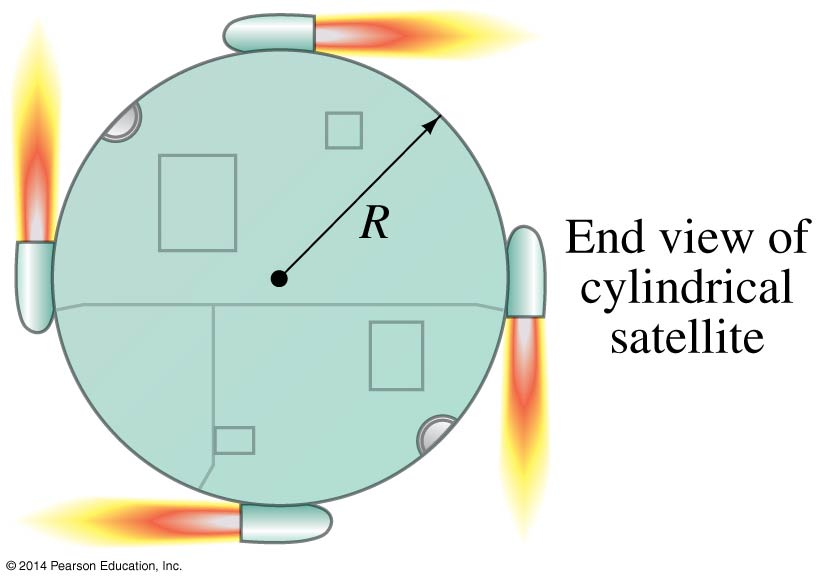 R
End view of
cylindrical
satellite
© 2014 Pearson Education, Inc.